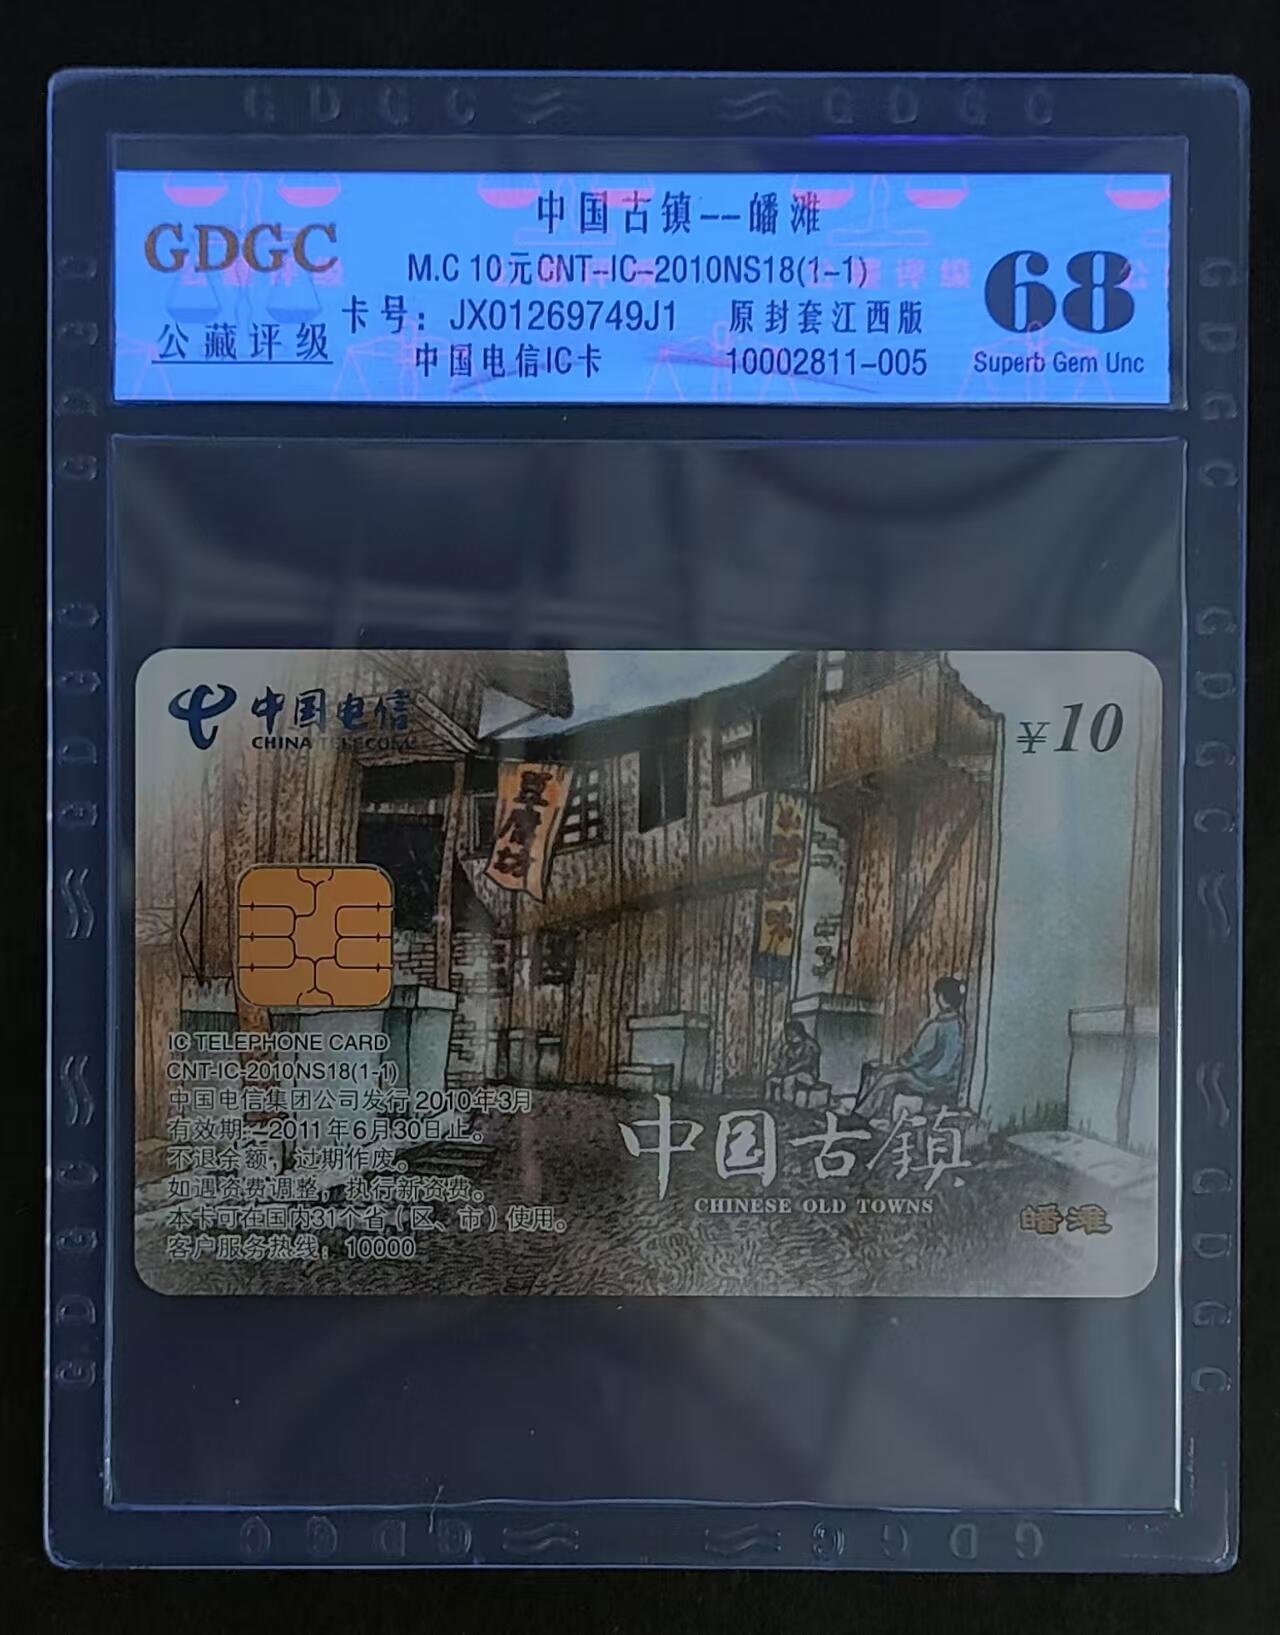 GDGC GDGC
中国古镇--皤滩
GDGC
M.C 10元CNT-IC-2010NS18(1-1)
68
卡号：JX01269749J1 原封套江西版
公藏评级
中国电信IC卡 10002811-005
Superb Gem Unc
中国电信
CHINA TELECOM
¥10
豆腐坊
IC TELEPHONE CARD
CNT-IC-2010NS18(1-1)
中国电信集团公司发行 2010年3月
有效期:--2011年6月30日止。
不退余额，过期作废。
如遇资费调整，执行新资费。
本卡可在国内31个省（区、市）使用。
客户服务热线：10000
中国古镇
CHINESE OLD TOWNS
皤滩